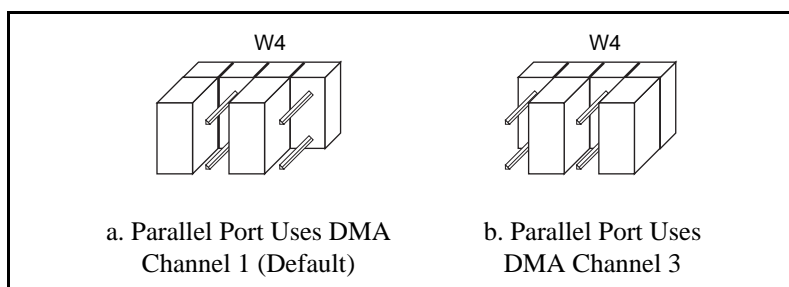 W4
W4
a. Parallel Port Uses DMA
Channel 1 (Default)
b. Parallel Port Uses
DMA Channel 3